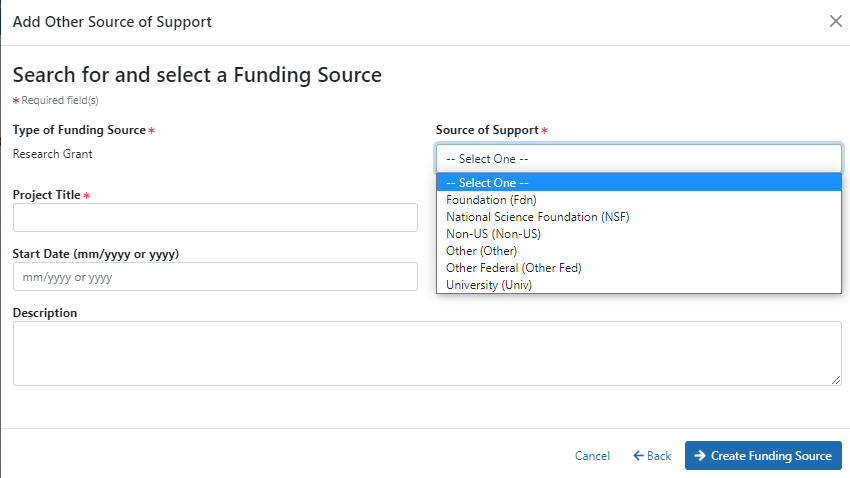 Add Other Source of Support
Search for and select a Funding Source
* Required field(s)
Type of Funding Source *
Research Grant
Source of Support *
-- Select One --
-- Select One --
Foundation (Fdn)
National Science Foundation (NSF)
Non-US (Non-US)
Other (Other)
Other Federal (Other Fed)
University (Univ)
Project Title *
Start Date (mm/yyyy or yyyy)
mm/yyyy or yyyy
Description
Cancel
Back
Create Funding Source